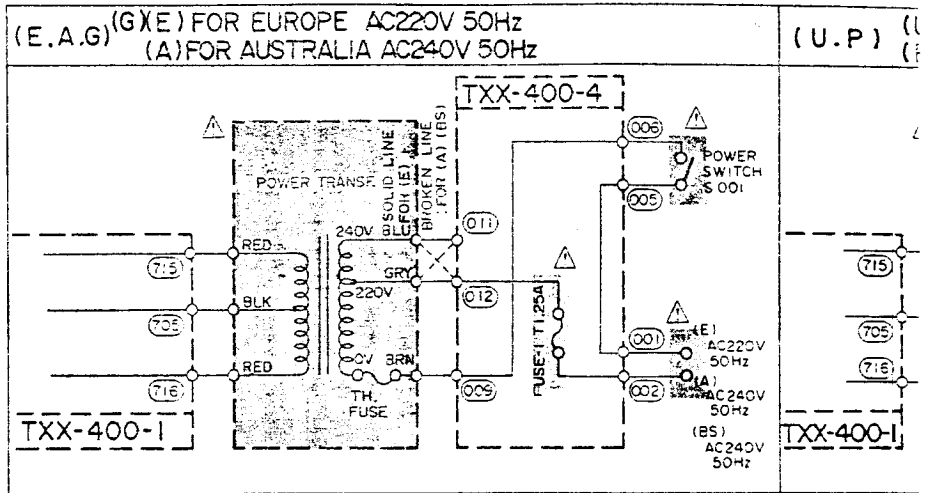 (E.A.G) (G)(E) FOR EUROPE AC220V 50Hz
(A) FOR AUSTRALIA AC240V 50Hz
(U.P)
TXX-400-4
006
POWER
SWITCH
S 001
005
POWER TRANSF.
SOLID LINE
FOR (E)
BROKEN LINE
FOR (A) (BS)
240V BLU
011
GRY
220V
012
RED
715
BLK
705
RED
716
0V BRN
009
TH.
FUSE
FUSE-1 T1.25A
001
(E)
AC220V
50Hz
002
(A)
AC240V
50Hz
(BS)
AC240V
50Hz
TXX-400-1
715
705
716
TXX-400-1